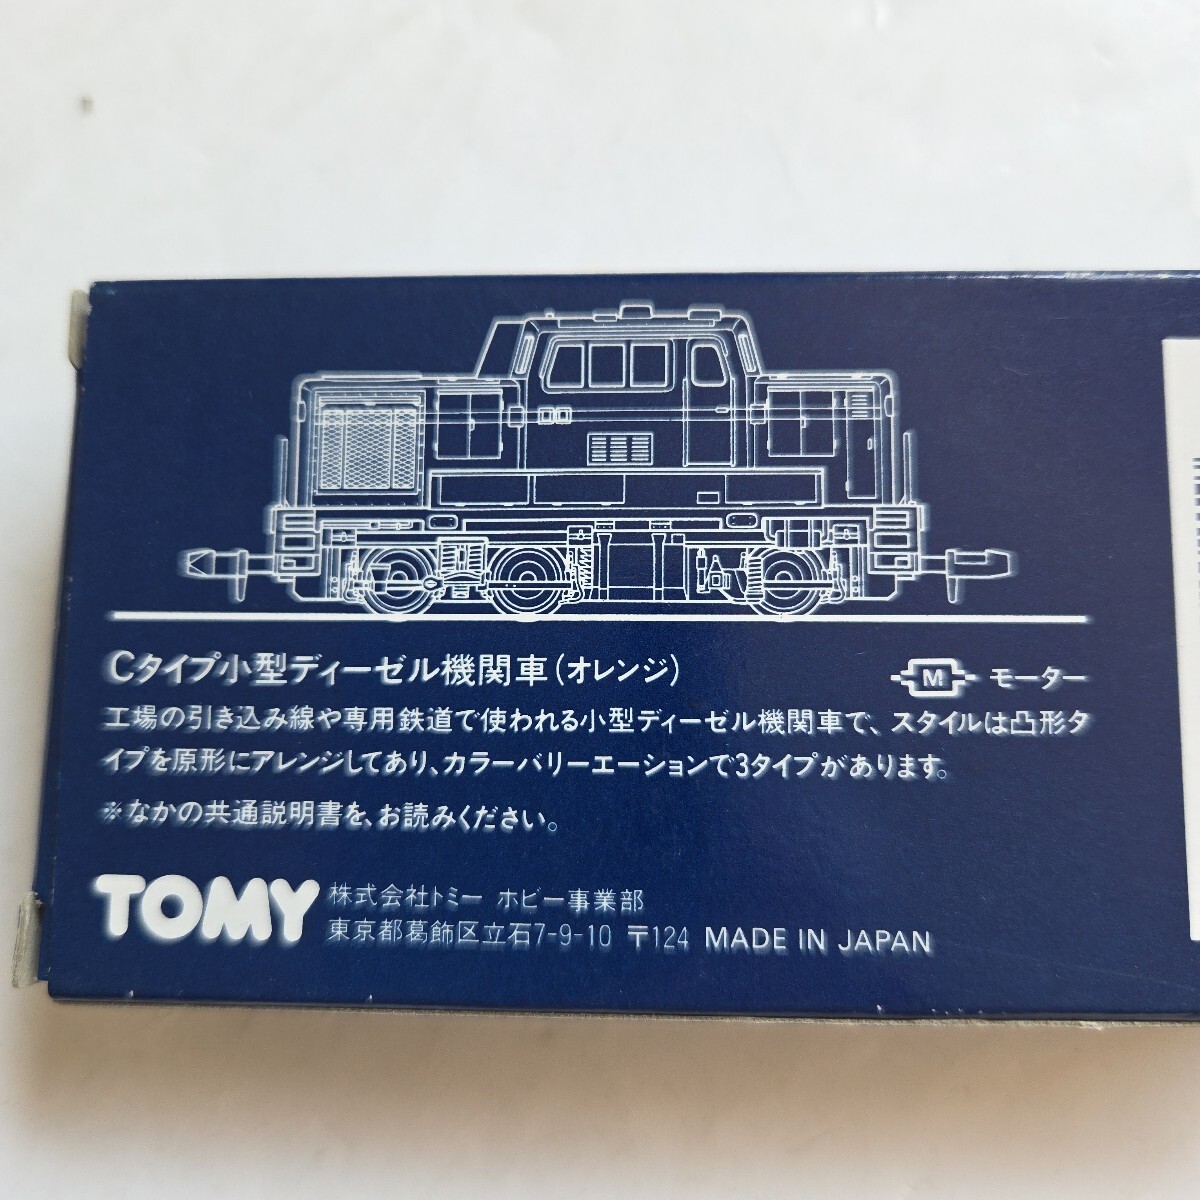 Cタイプ小型ディーゼル機関車(オレンジ)
M モーター
工場の引き込み線や専用鉄道で使われる小型ディーゼル機関車で、スタイルは凸形タ
イプを原形にアレンジしてあり、カラーバリーエーションで3タイプがあります。
※なかの共通説明書を、お読みください。
TOMY
株式会社トミー ホビー事業部
東京都葛飾区立石7-9-10 〒124 MADE IN JAPAN